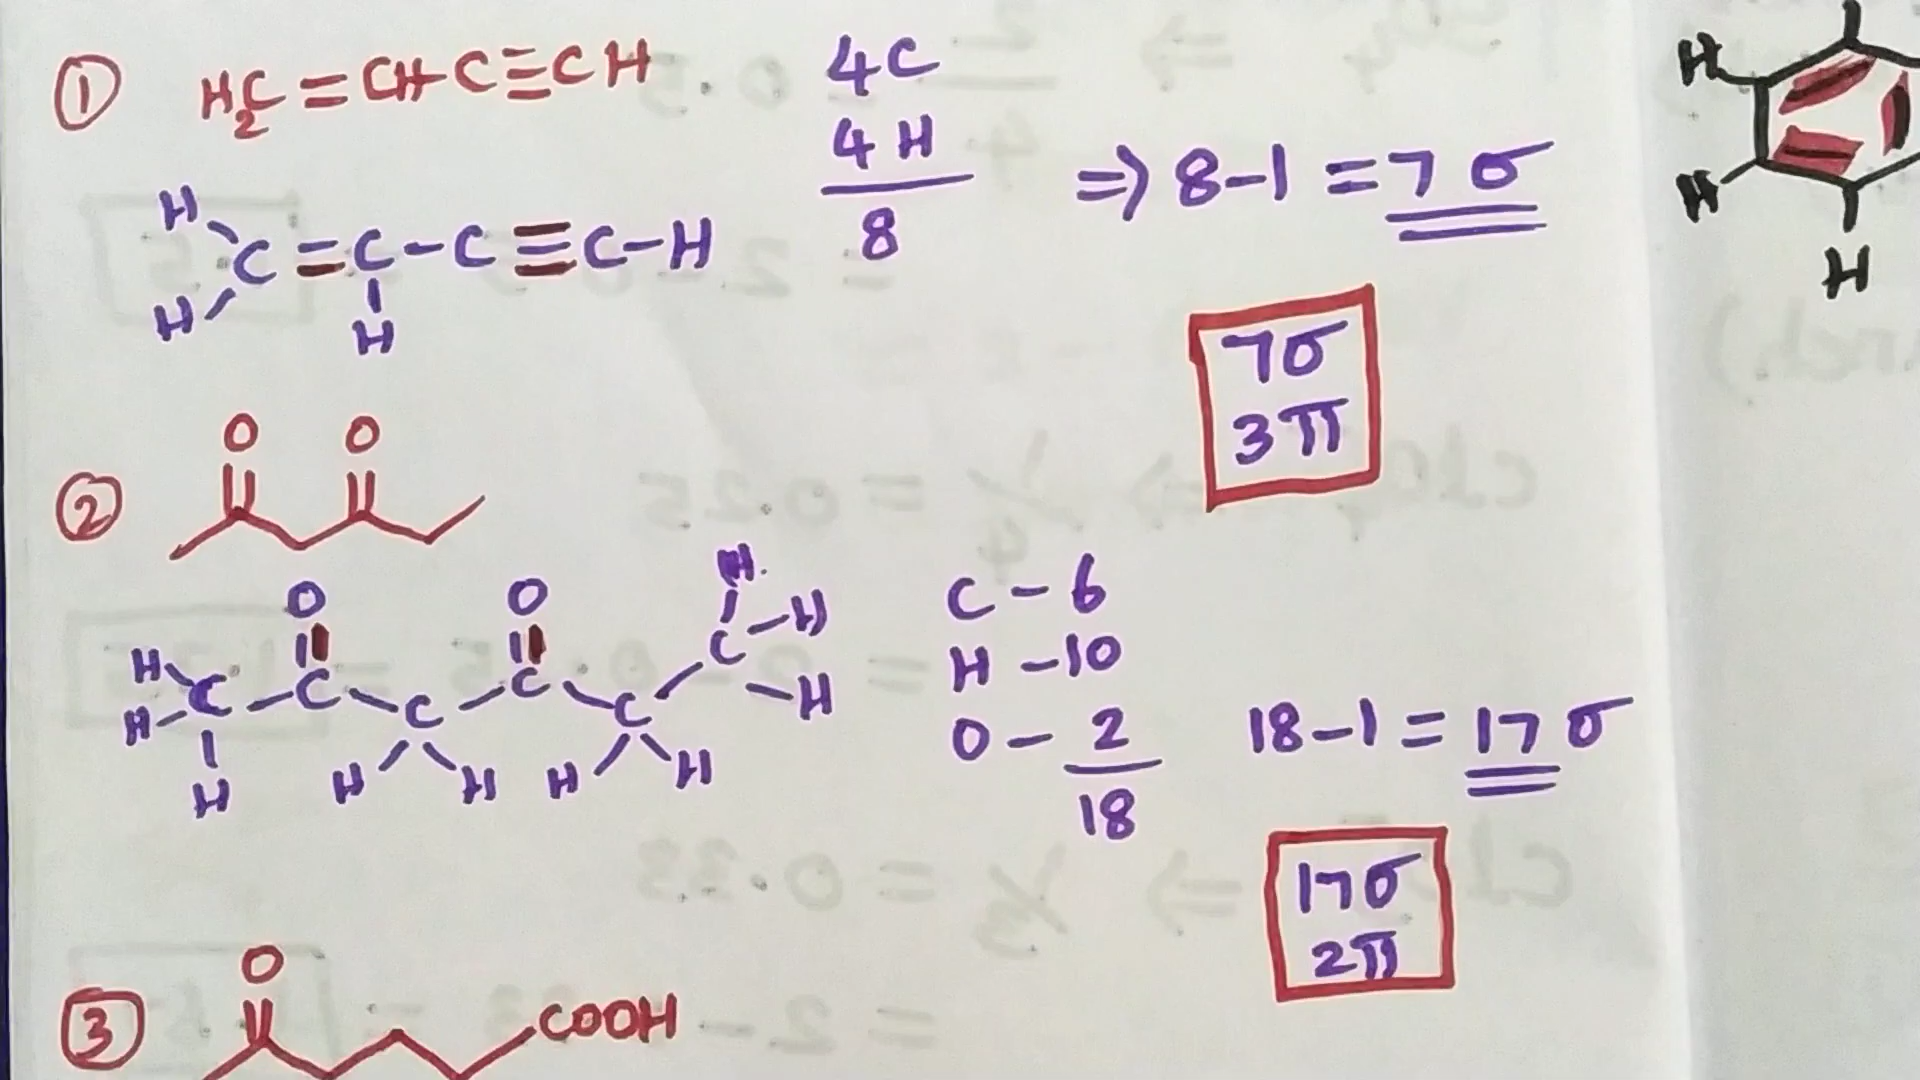 ① H₂C=CH-C≡CH
4C
4H
8
⇒ 8-1 = 7σ
H
H
C=C-C≡C-H
H
7σ
3π
② O O
O O
H H H H
C C C C C C
H H H H H H
C - 6
H - 10
O - 2
18
18-1 = 17σ
17σ
2π
③ O
COOH
H
H
H